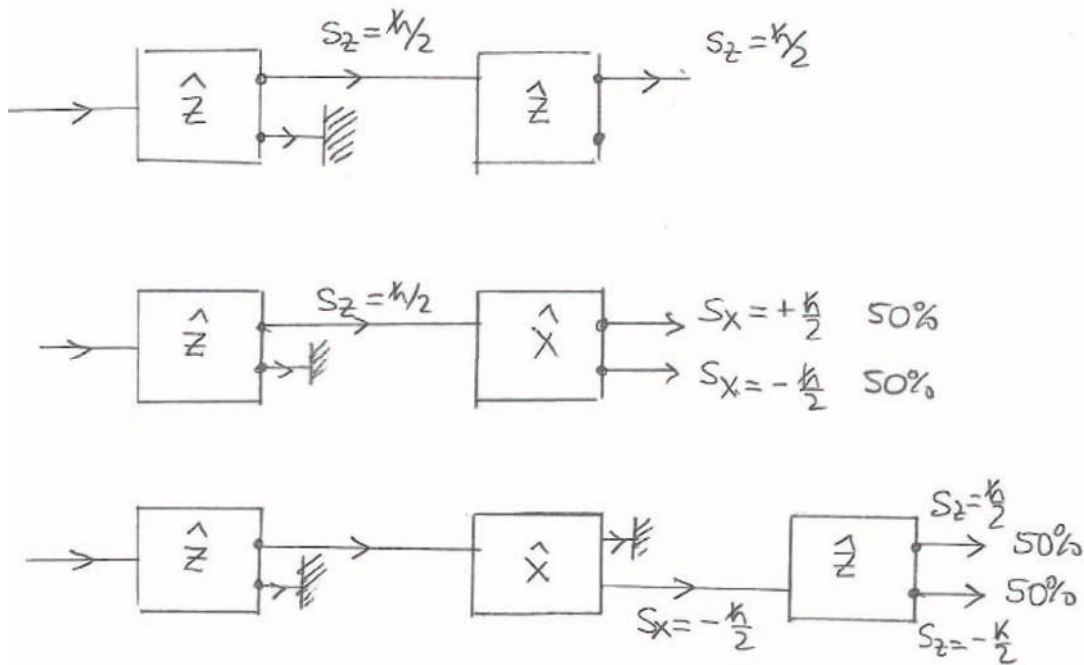 S_z = ħ/2
S_z = ħ/2
ẑ
ẑ
S_z = ħ/2
ẑ
x̂
S_x = +ħ/2 50%
S_x = -ħ/2 50%
ẑ
x̂
ẑ
S_z = ħ/2
50%
50%
S_x = -ħ/2
S_z = -ħ/2